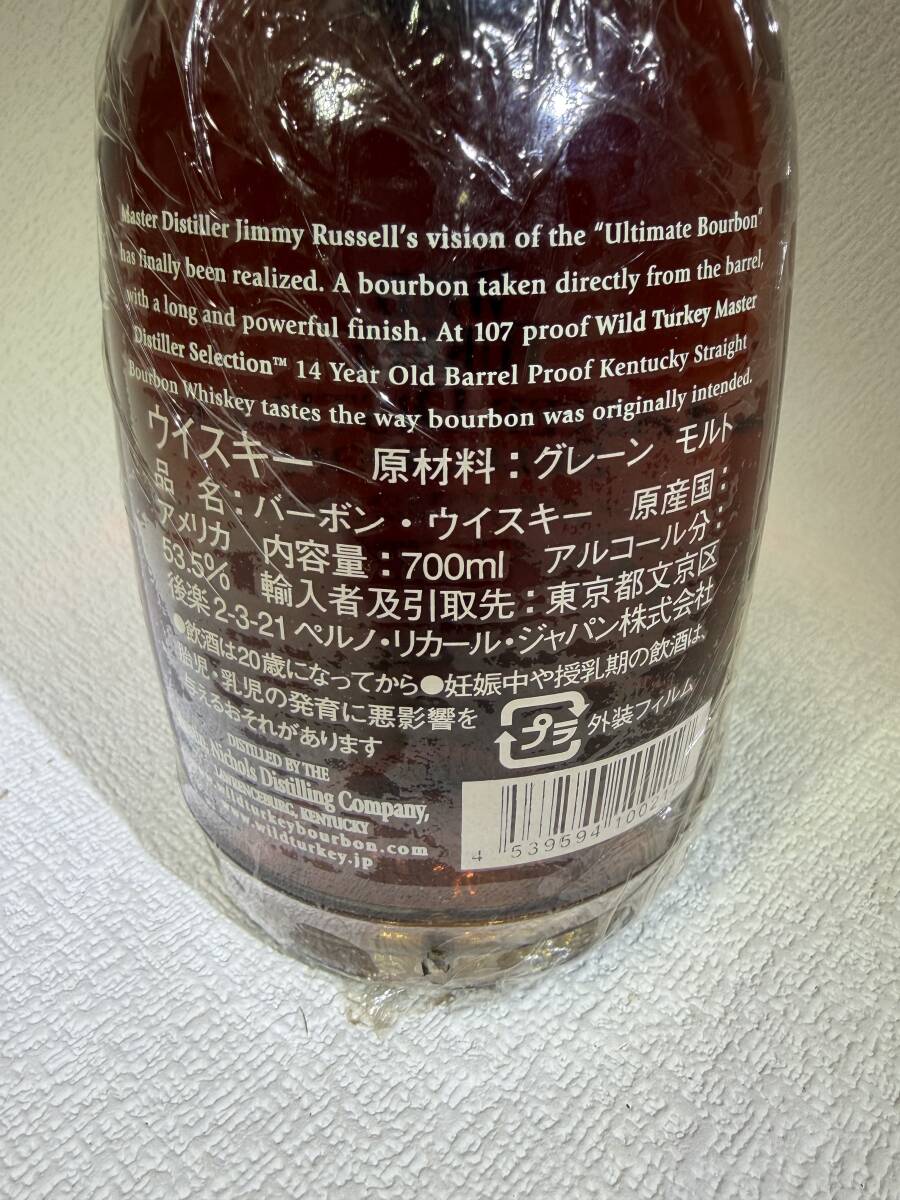 Master Distiller Jimmy Russell's vision of the "Ultimate Bourbon"
has finally been realized. A bourbon taken directly from the barrel,
with a long and powerful finish. At 107 proof Wild Turkey Master
Distiller Selection™ 14 Year Old Barrel Proof Kentucky Straight
Bourbon Whiskey tastes the way bourbon was originally intended.
ウイスキー 原材料：グレーン モルト
品 名：バーボン・ウイスキー 原産国：
アメリカ 内容量：700ml アルコール分：
53.5% 輸入者及引取先：東京都文京区
後楽2-3-21 ペルノ・リカール・ジャパン株式会社
●飲酒は20歳になってから●妊娠中や授乳期の飲酒は、
胎児・乳児の発育に悪影響を
与えるおそれがあります
プラ 外装フィルム
DISTILLED BY THE
Nichols Distilling Company,
LAWRENCEBURG, KENTUCKY
www.wildturkeybourbon.com
www.wildturkey.jp
4 539594 1002